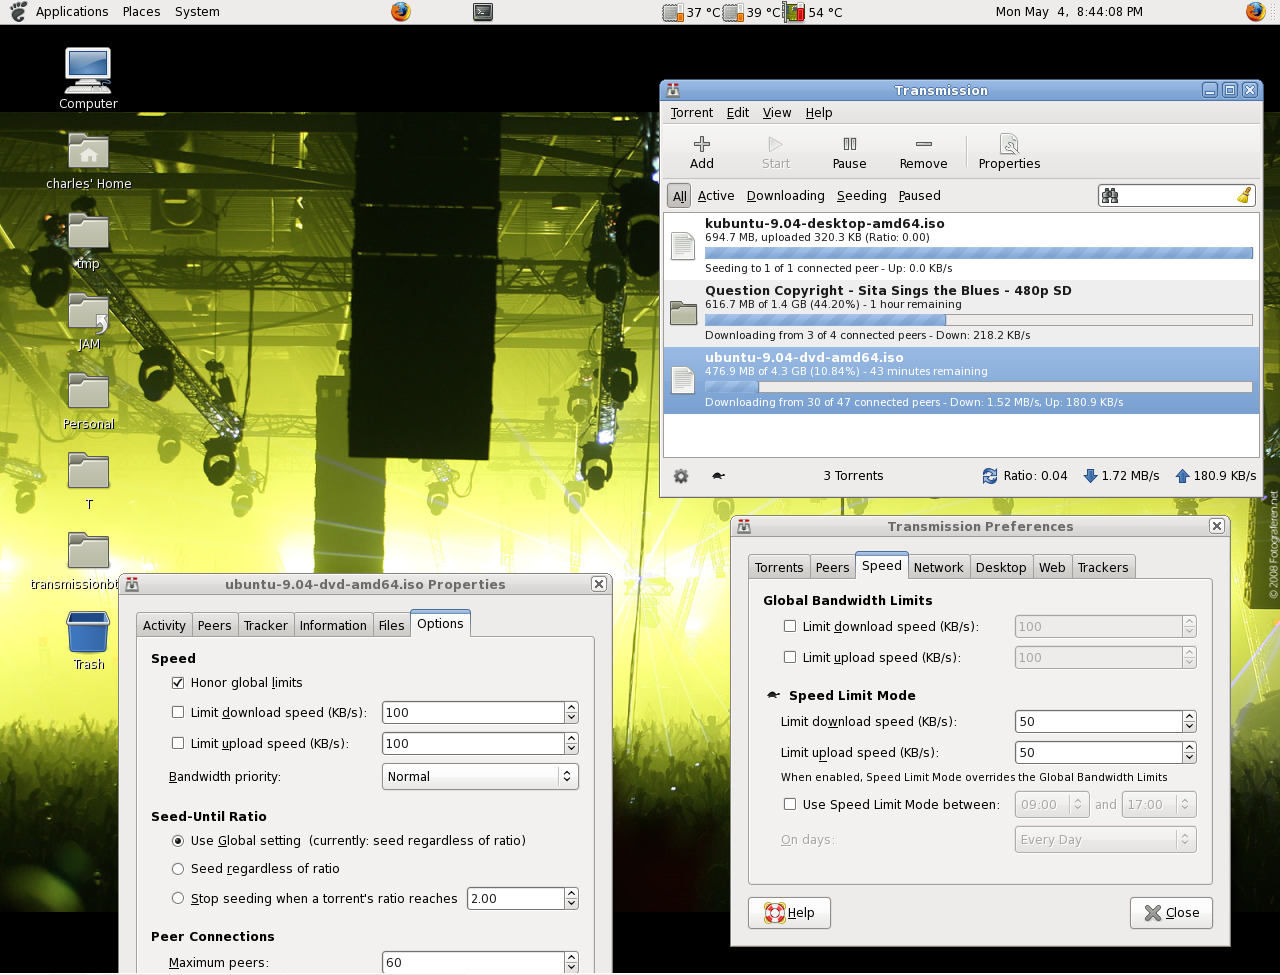 Applications Places System 37 °C 39 °C 54 °C Mon May 4, 8:44:08 PM
Computer
charles' Home
tmp
JAM
Personal
T
transmissionbt
Trash
Transmission
Torrent Edit View Help
Add Start Pause Remove Properties
All Active Downloading Seeding Paused
kubuntu-9.04-desktop-amd64.iso
694.7 MB, uploaded 320.3 KB (Ratio: 0.00)
Seeding to 1 of 1 connected peer - Up: 0.0 KB/s
Question Copyright - Sita Sings the Blues - 480p SD
616.7 MB of 1.4 GB (44.20%) - 1 hour remaining
Downloading from 3 of 4 connected peers - Down: 218.2 KB/s
ubuntu-9.04-dvd-amd64.iso
476.9 MB of 4.3 GB (10.84%) - 43 minutes remaining
Downloading from 30 of 47 connected peers - Down: 1.52 MB/s, Up: 180.9 KB/s
3 Torrents Ratio: 0.04 1.72 MB/s 180.9 KB/s
© 2008 Fotograferen.net
ubuntu-9.04-dvd-amd64.iso Properties
Activity Peers Tracker Information Files Options
Speed
Honor global limits
Limit download speed (KB/s): 100
Limit upload speed (KB/s): 100
Bandwidth priority: Normal
Seed-Until Ratio
Use Global setting (currently: seed regardless of ratio)
Seed regardless of ratio
Stop seeding when a torrent's ratio reaches 2.00
Peer Connections
Maximum peers: 60
Transmission Preferences
Torrents Peers Speed Network Desktop Web Trackers
Global Bandwidth Limits
Limit download speed (KB/s): 100
Limit upload speed (KB/s): 100
Speed Limit Mode
Limit download speed (KB/s): 50
Limit upload speed (KB/s): 50
When enabled, Speed Limit Mode overrides the Global Bandwidth Limits
Use Speed Limit Mode between: 09:00 and 17:00
On days: Every Day
Help Close